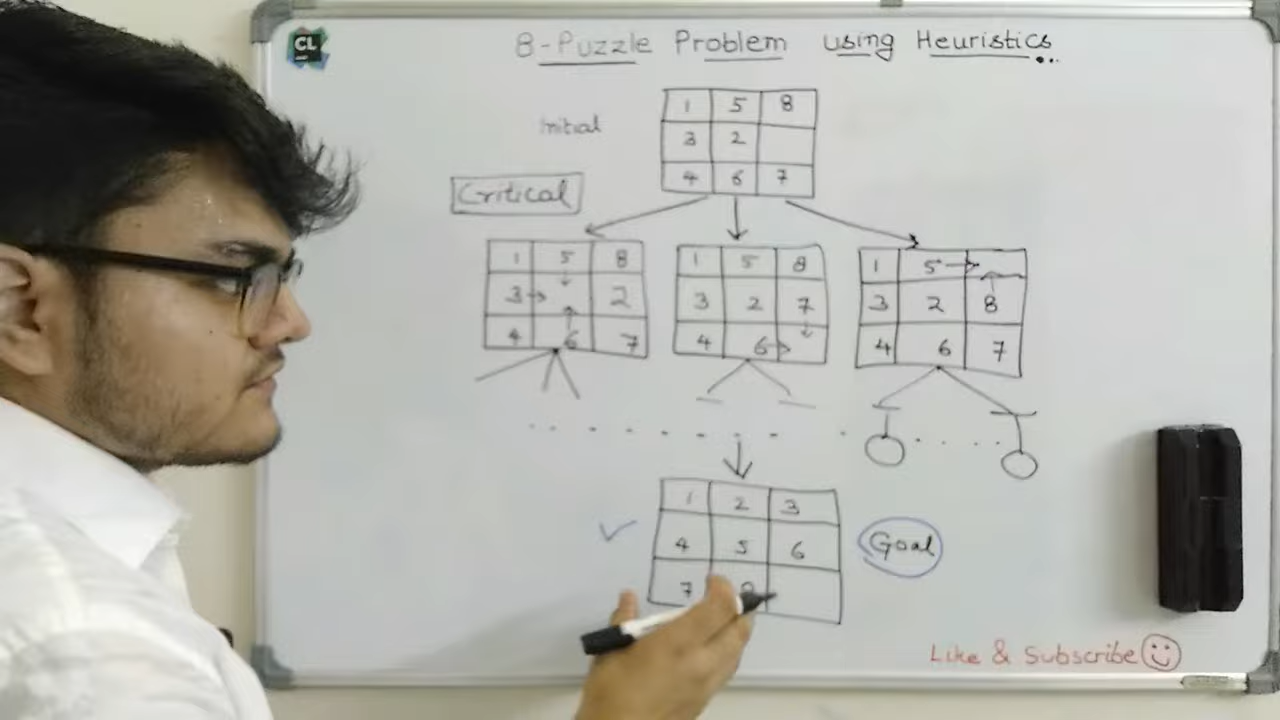 CL
8-Puzzle Problem using Heuristics...
Initial
1 5 8
3 2
4 6 7
Critical
1 5 8
3 2
4 6 7
1 5 8
3 2 7
4 6
1 5
3 2 8
4 6 7
1 2 3
4 5 6
7 8
Goal
Like & Subscribe